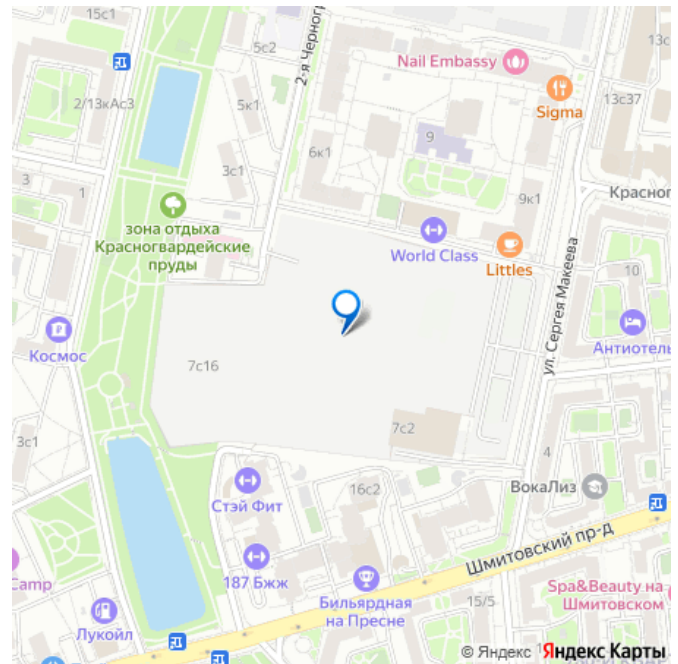 15с1
5с2
2-я Черногр
Nail Embassy
13с
2/13кАс3
5к1
Sigma
13с37
9
6к1
3с1
3
1
9к1
Красног
зона отдыха
Красногвардейские
пруды
World Class
Littles
ул. Сергея Макеева
10
Космос
Антиотель
7с16
7с2
3с1
4
Стэй Фит
16с2
ВокаЛиз
Шмитовский пр-д
187 Бжж
Camp
Бильярдная
на Пресне
15/5
Spa&Beauty на
Шмитовском
Лукойл
© Яндекс
Яндекс Карты